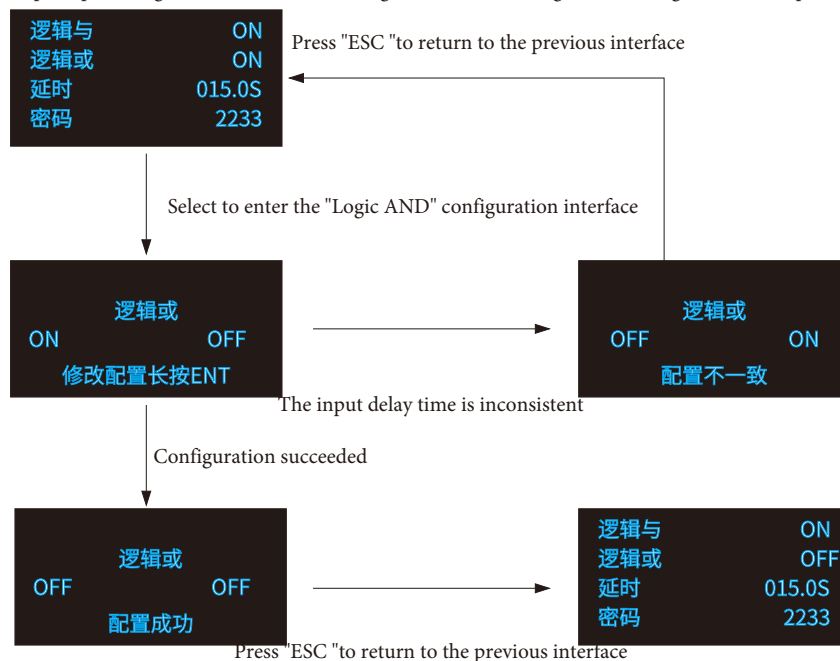 逻辑与 ON
逻辑或 ON
延时 015.0S
密码 2233
Press "ESC "to return to the previous interface
Select to enter the "Logic AND" configuration interface
逻辑或
ON OFF
修改配置长按ENT
逻辑或
OFF ON
配置不一致
The input delay time is inconsistent
Configuration succeeded
逻辑或
OFF OFF
配置成功
逻辑与 ON
逻辑或 OFF
延时 015.0S
密码 2233
Press "ESC "to return to the previous interface